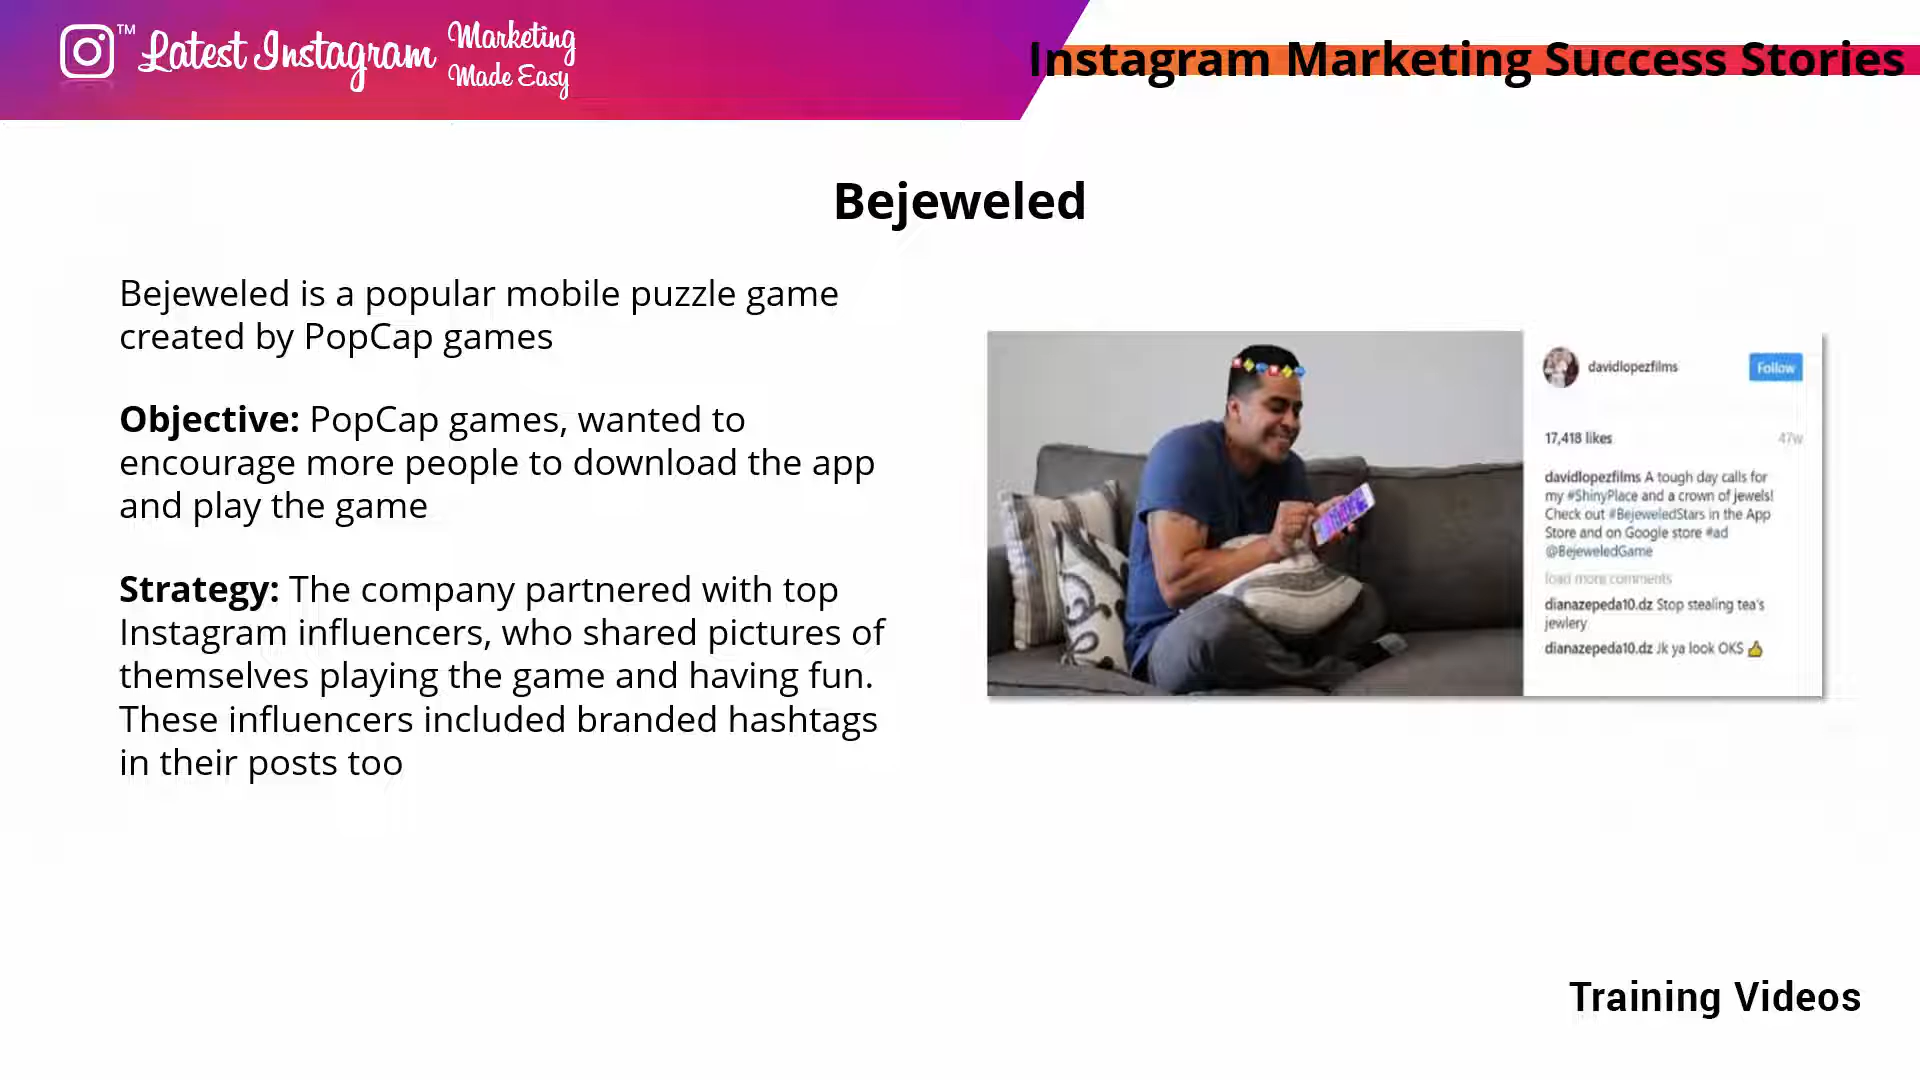 TM
Latest Instagram
Marketing
Made Easy
Instagram Marketing Success Stories
Bejeweled
Bejeweled is a popular mobile puzzle game
created by PopCap games
Objective: PopCap games, wanted to
encourage more people to download the app
and play the game
Strategy: The company partnered with top
Instagram influencers, who shared pictures of
themselves playing the game and having fun.
These influencers included branded hashtags
in their posts too
davidlopezfilms
Follow
17,418 likes
47w
davidlopezfilms A tough day calls for
my #ShinyPlace and a crown of jewels!
Check out #BejeweledStars in the App
Store and on Google store #ad
@BejeweledGame
load more comments
dianazepeda10.dz Stop stealing tea's
jewlery
dianazepeda10.dz Jk ya look OKS 👍
Training Videos